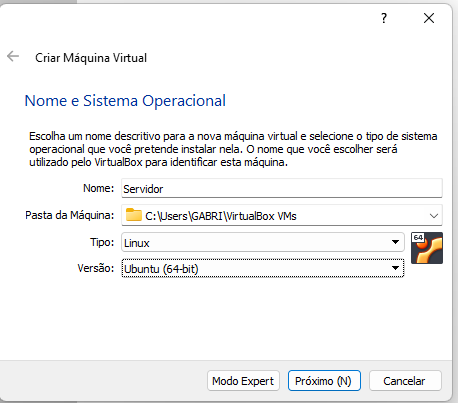 ?
Criar Máquina Virtual
Nome e Sistema Operacional
Escolha um nome descritivo para a nova máquina virtual e selecione o tipo de sistema
operacional que você pretende instalar nela. O nome que você escolher será
utilizado pelo VirtualBox para identificar esta máquina.
Nome: Servidor
Pasta da Máquina: C:\Users\GABRI\VirtualBox VMs
Tipo: Linux
64
Versão: Ubuntu (64-bit)
Modo Expert Próximo (N) Cancelar